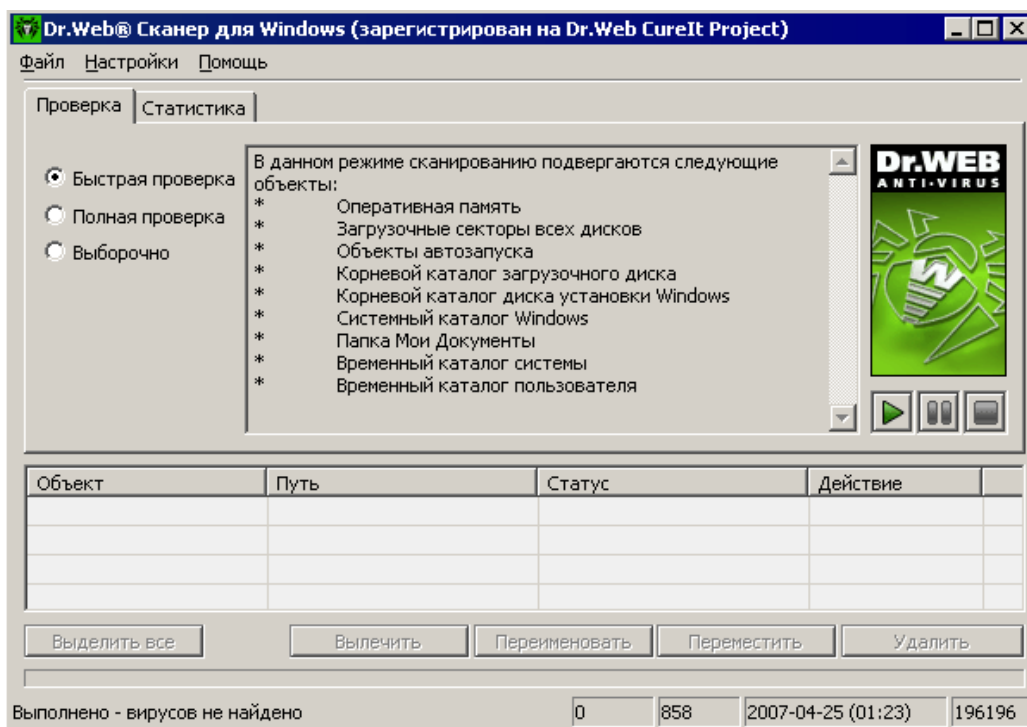 Dr.Web® Сканер для Windows (зарегистрирован на Dr.Web CureIt Project)
Файл Настройки Помощь
Проверка Статистика
Быстрая проверка
Полная проверка
Выборочно
В данном режиме сканированию подвергаются следующие
объекты:
* Оперативная память
* Загрузочные секторы всех дисков
* Объекты автозапуска
* Корневой каталог загрузочного диска
* Корневой каталог диска установки Windows
* Системный каталог Windows
* Папка Мои Документы
* Временный каталог системы
* Временный каталог пользователя
Dr.WEB
ANTI-VIRUS
Объект Путь Статус Действие
Выделить все Вылечить Переименовать Переместить Удалить
Выполнено - вирусов не найдено 0 858 2007-04-25 (01:23) 196196